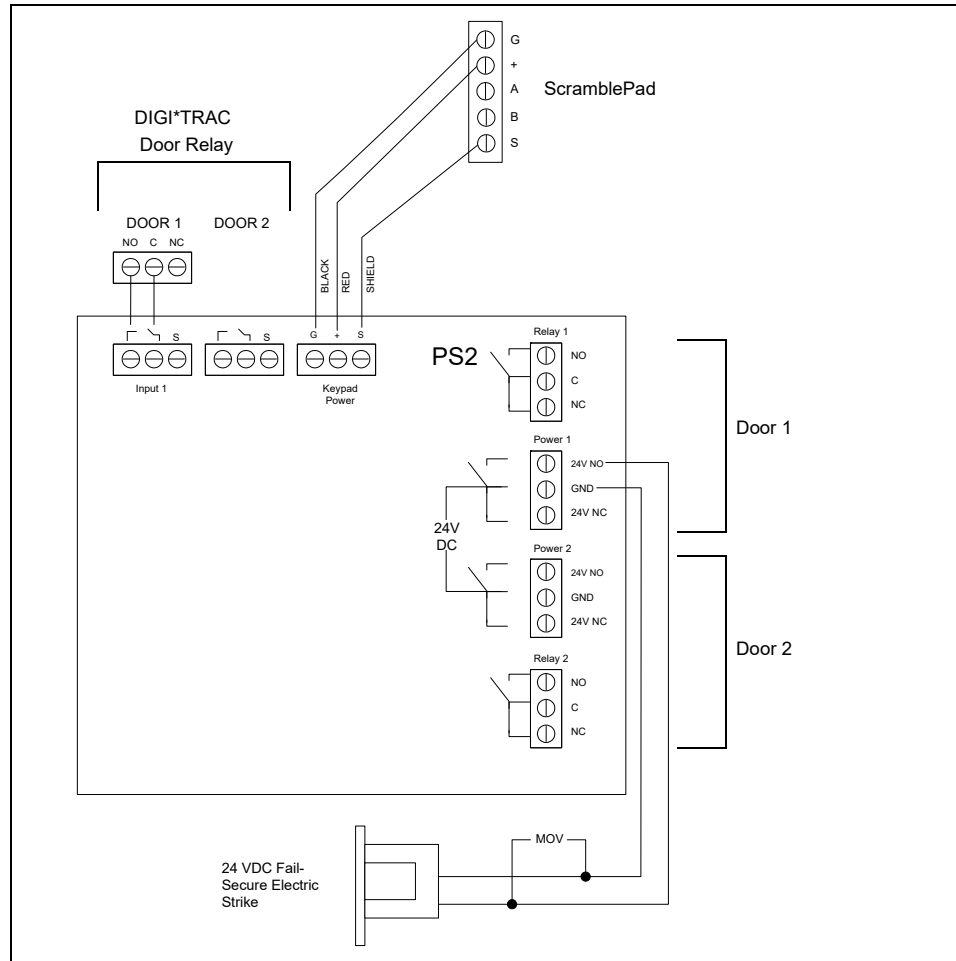 G
+
A
B
S
ScramblePad
DIGI*TRAC
Door Relay
DOOR 1
DOOR 2
NO C NC
BLACK
RED
SHIELD
S
S
G + S
Input 1
Keypad
Power
PS2
Relay 1
NO
C
NC
Power 1
24V NO
GND
24V NC
Door 1
24V
DC
Power 2
24V NO
GND
24V NC
Door 2
Relay 2
NO
C
NC
MOV
24 VDC Fail-
Secure Electric
Strike